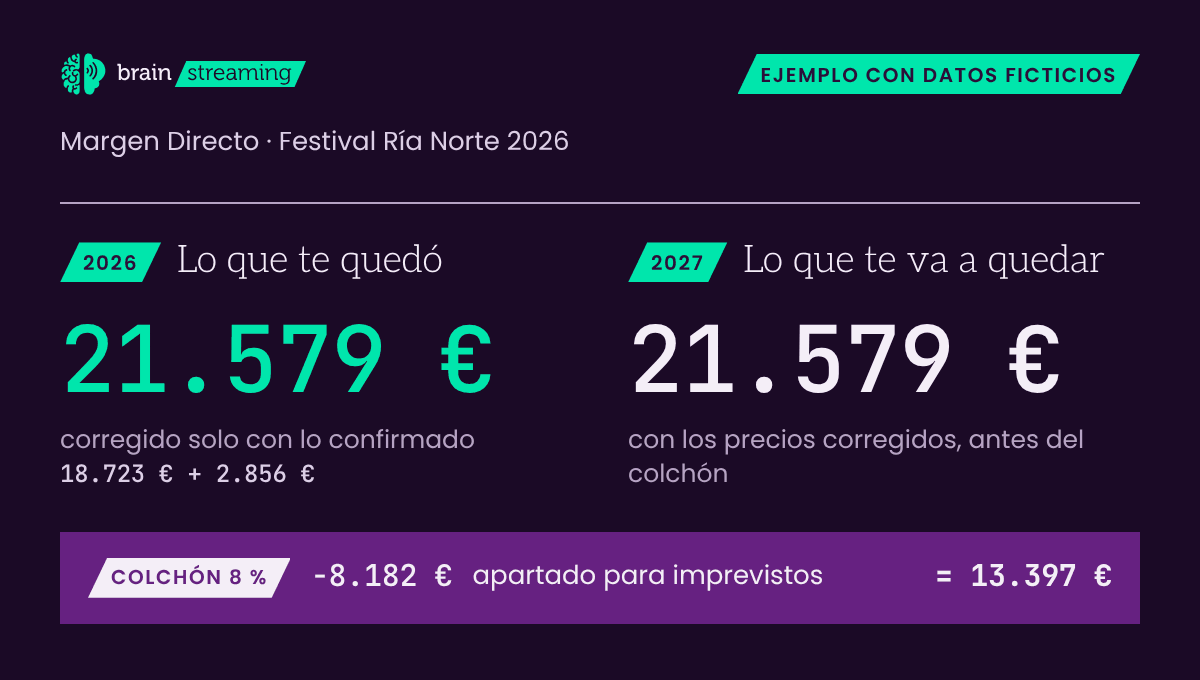 brain streaming
EJEMPLO CON DATOS FICTICIOS
Margen Directo · Festival Ría Norte 2026
2026 Lo que te quedó
21.579 €
corregido solo con lo confirmado
18.723 € + 2.856 €
2027 Lo que te va a quedar
21.579 €
con los precios corregidos, antes del
colchón
COLCHÓN 8 % -8.182 € apartado para imprevistos = 13.397 €